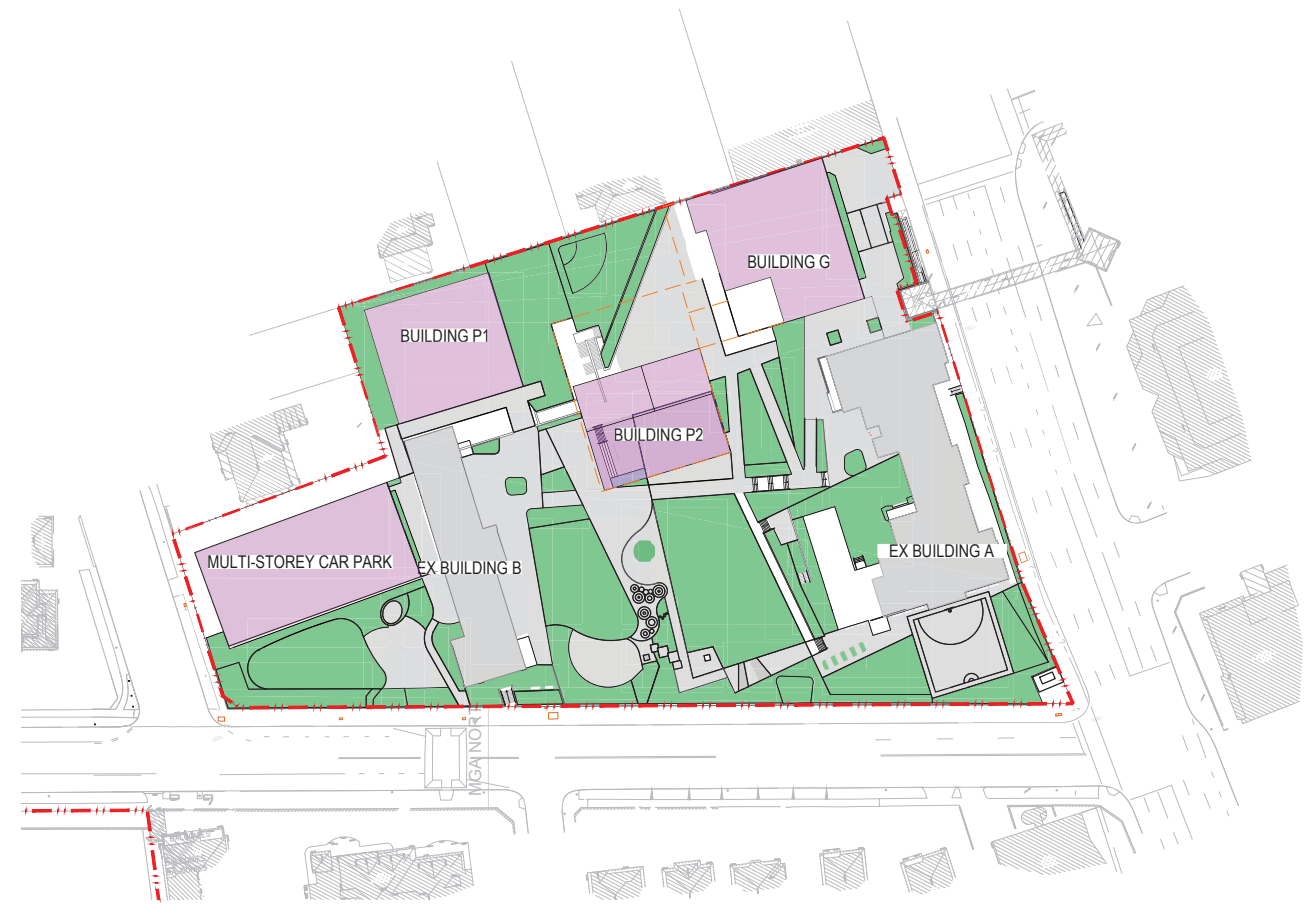 BUILDING G
BUILDING P1
BUILDING P2
EX BUILDING A
MULTI-STOREY CAR PARK
EX BUILDING B